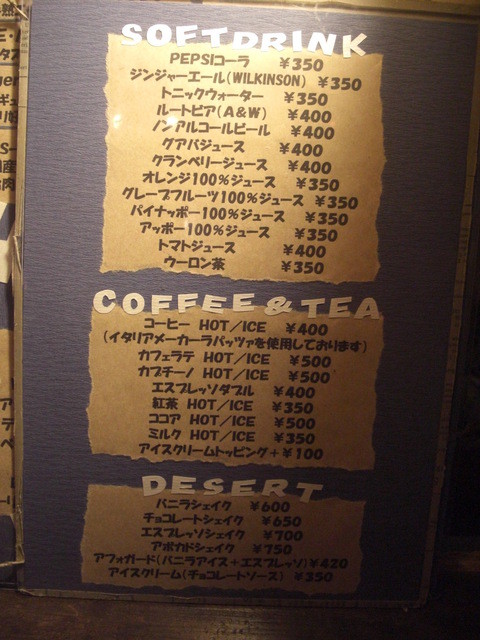 SOFTDRINK
PEPSIコーラ ￥350
ジンジャーエール(WILKINSON) ￥350
トニックウォーター ￥350
ルートビア(A&W) ￥400
ノンアルコールビール ￥400
グアバジュース ￥400
クランベリージュース ￥400
オレンジ100％ジュース ￥350
グレープフルーツ100％ジュース ￥350
パイナッポー100％ジュース ￥350
アッポー100％ジュース ￥350
トマトジュース ￥400
ウーロン茶 ￥350
COFFEE & TEA
コーヒー HOT／ICE ￥400
(イタリアメーカーラバッツァを使用しております)
カフェラテ HOT／ICE ￥500
カプチーノ HOT／ICE ￥500
エスプレッソダブル ￥400
紅茶 HOT／ICE ￥350
ココア HOT／ICE ￥500
ミルク HOT／ICE ￥350
アイスクリームトッピング＋￥100
DESERT
バニラシェイク ￥600
チョコレートシェイク ￥650
エスプレッソシェイク ￥700
アボカドシェイク ￥750
アフォガード(バニラアイス＋エスプレッソ)￥420
アイスクリーム(チョコレートソース) ￥350